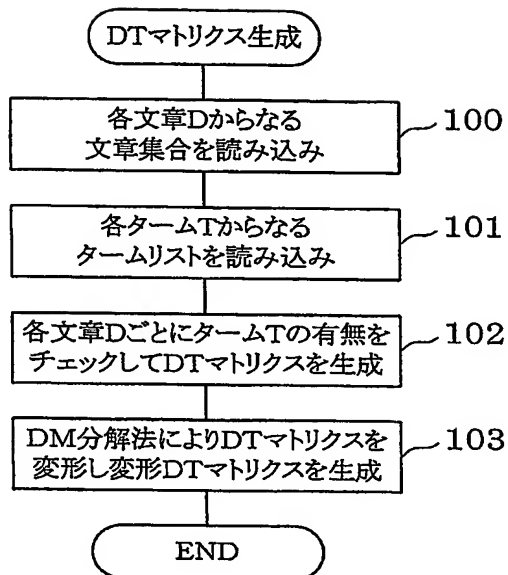 DTマトリクス生成
各文章Dからなる
文章集合を読み込み
100
各タームTからなる
タームリストを読み込み
101
各文章DごとにタームTの有無を
チェックしてDTマトリクスを生成
102
DM分解法によりDTマトリクスを
変形し変形DTマトリクスを生成
103
END